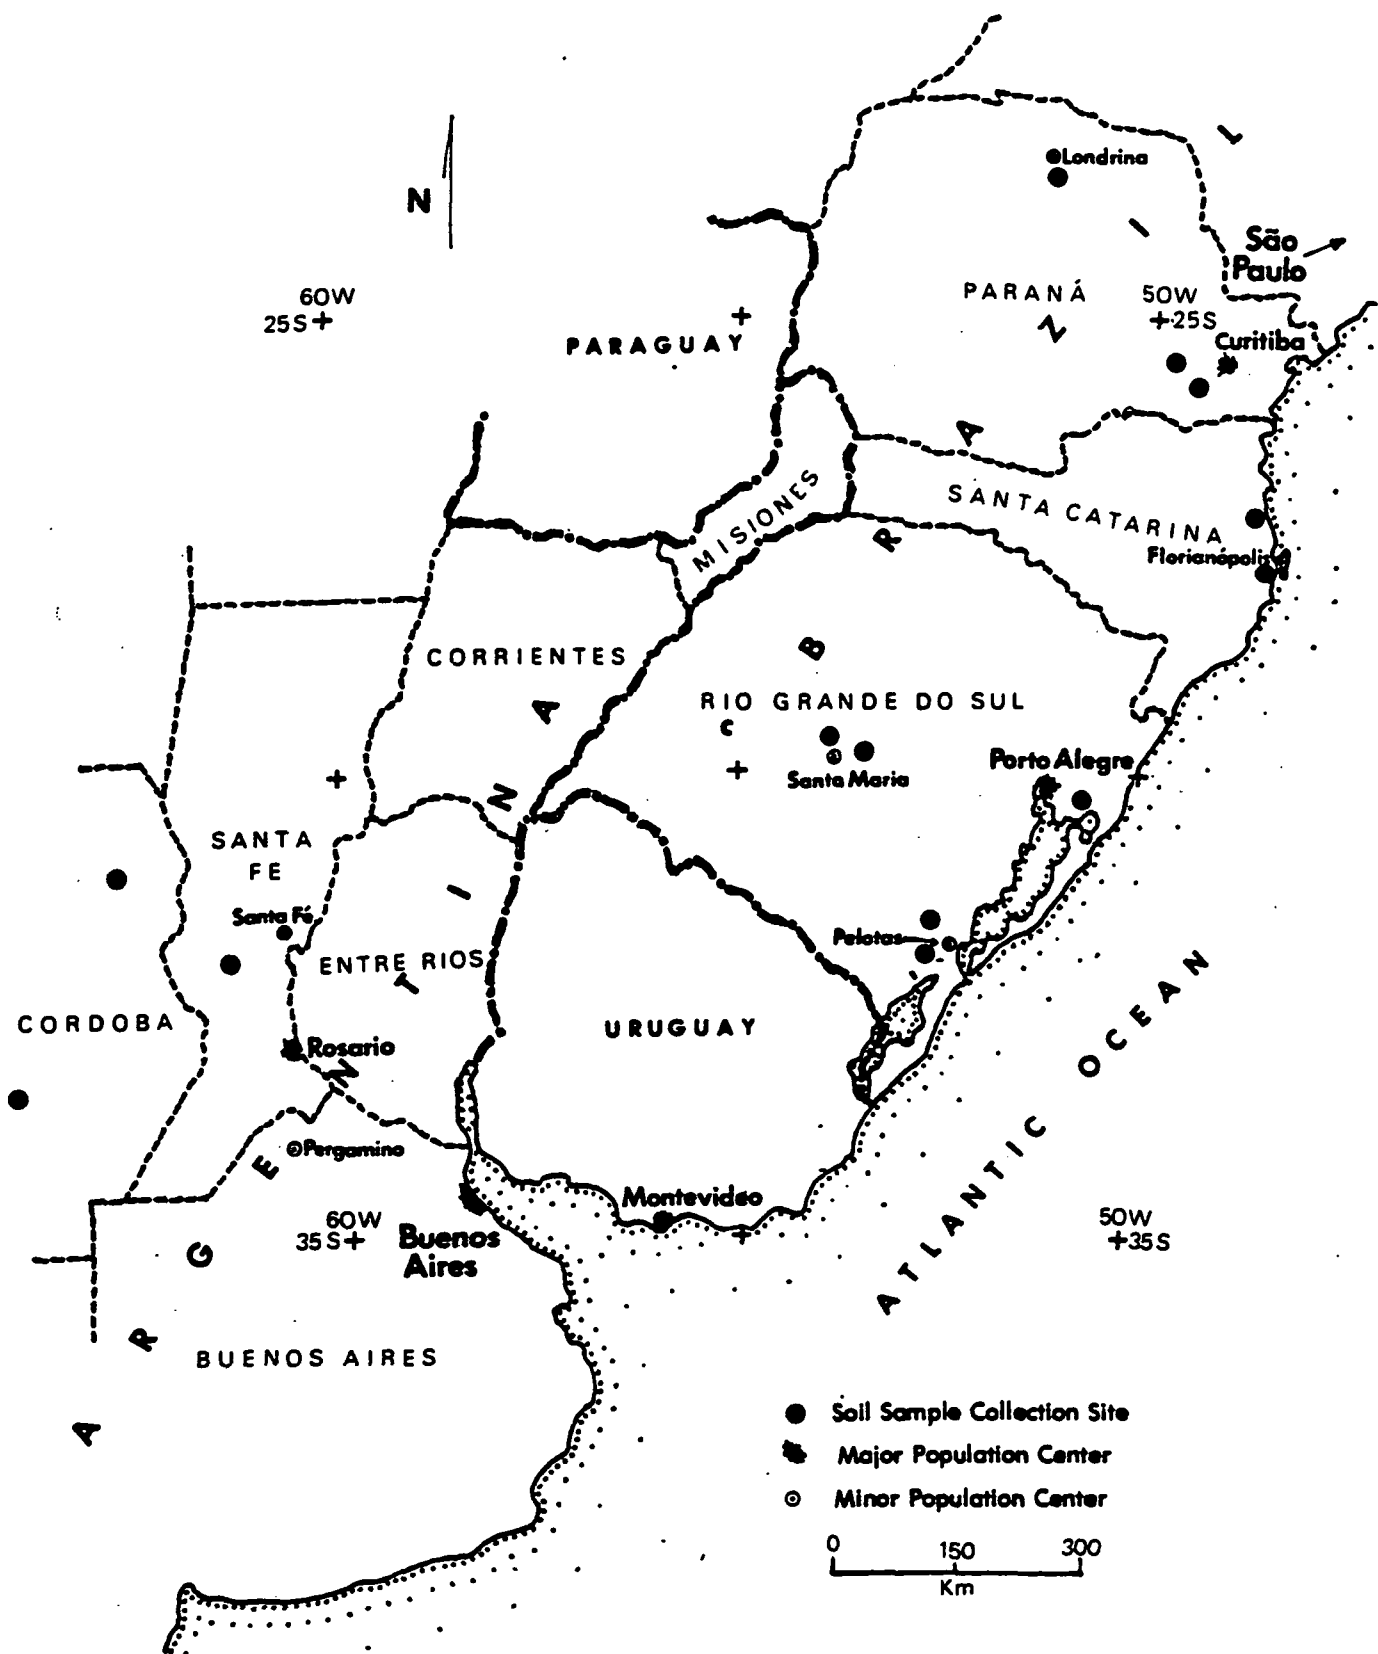 Londrina
N
São
Paulo
60W
25S
PARANÁ
50W
25S
PARAGUAY
Curitiba
MISIONES
SANTA CATARINA
Florianópolis
CORRIENTES
BRAZIL
RIO GRANDE DO SUL
C
Porto Alegre
Santa Maria
SANTA
FE
Santa Fé
Pelotas
ENTRE RIOS
CORDOBA
URUGUAY
Rosario
ATLANTIC OCEAN
Pergamino
ARGENTINA
Montevideo
60W
35S
Buenos
Aires
50W
35S
BUENOS AIRES
Soil Sample Collection Site
Major Population Center
Minor Population Center
0 150 300
Km